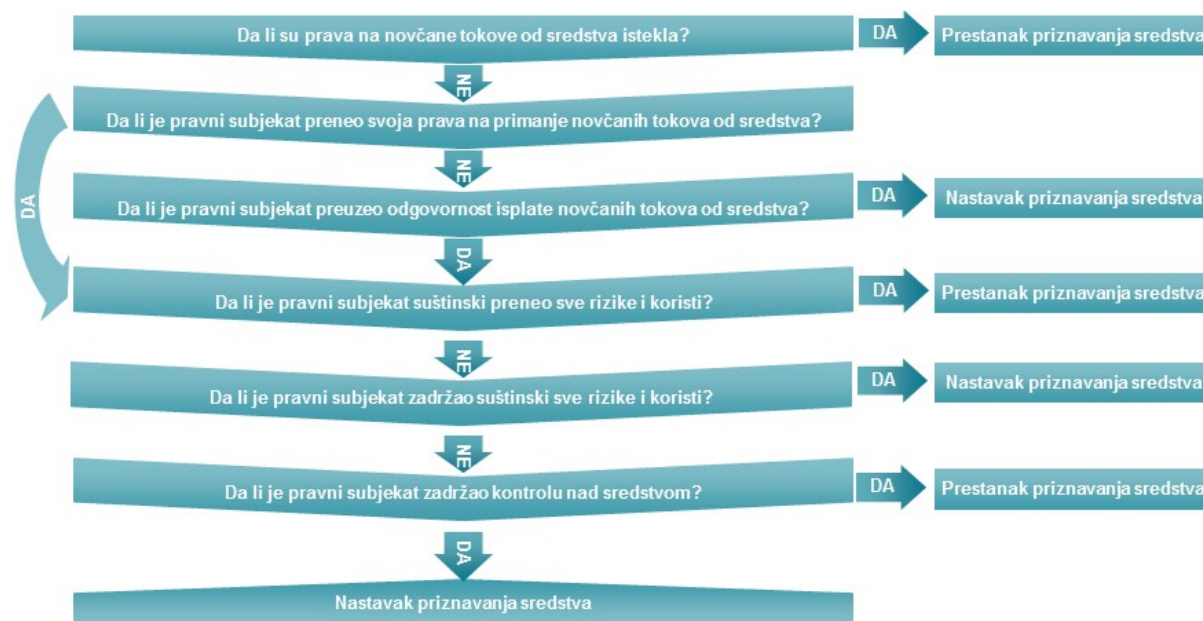 Da li su prava na novčane tokove od sredstva istekla?
DA
Prestanak priznavanja sredstva
NE
Da li je pravni subjekat preneo svoja prava na primanje novčanih tokova od sredstva?
DA
NE
Da li je pravni subjekat preuzeo odgovornost isplate novčanih tokova od sredstva?
DA
Nastavak priznavanja sredstva
DA
Da li je pravni subjekat suštinski preneo sve rizike i koristi?
DA
Prestanak priznavanja sredstva
NE
Da li je pravni subjekat zadržao suštinski sve rizike i koristi?
DA
Nastavak priznavanja sredstva
NE
Da li je pravni subjekat zadržao kontrolu nad sredstvom?
DA
Prestanak priznavanja sredstva
DA
Nastavak priznavanja sredstva